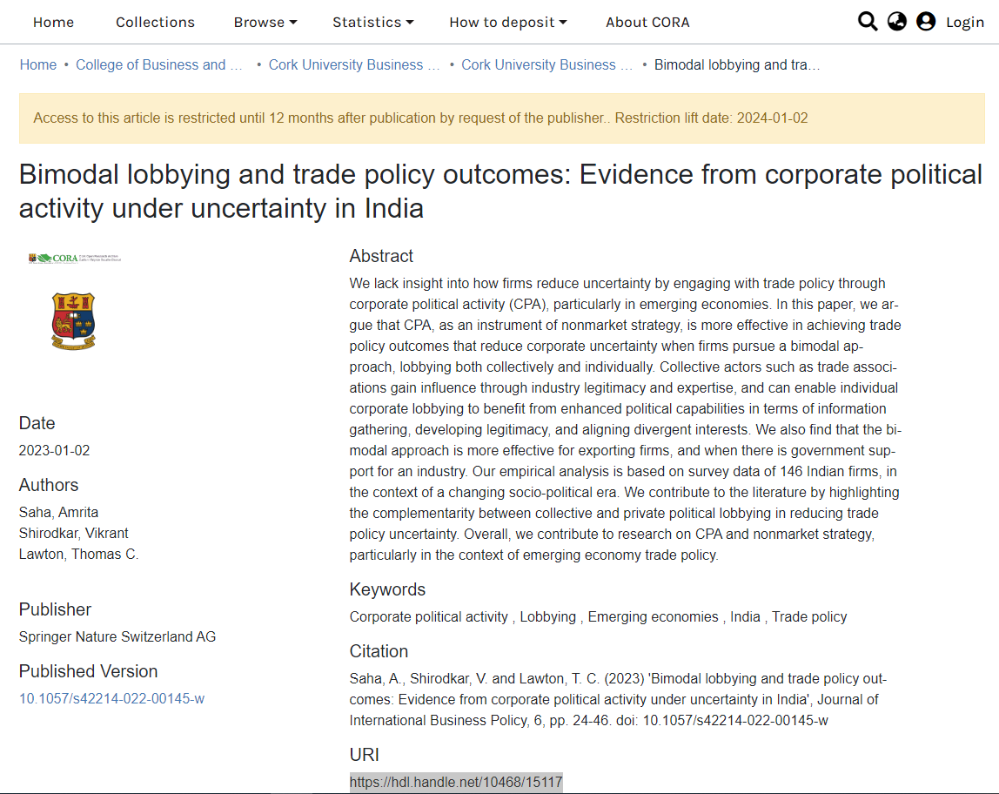 Home Collections Browse Statistics How to deposit About CORA Login
Home • College of Business and ... • Cork University Business ... • Cork University Business ... • Bimodal lobbying and tra...
Access to this article is restricted until 12 months after publication by request of the publisher.. Restriction lift date: 2024-01-02
Bimodal lobbying and trade policy outcomes: Evidence from corporate political
activity under uncertainty in India
CORA
Date
2023-01-02
Authors
Saha, Amrita
Shirodkar, Vikrant
Lawton, Thomas C.
Publisher
Springer Nature Switzerland AG
Published Version
10.1057/s42214-022-00145-w
Abstract
We lack insight into how firms reduce uncertainty by engaging with trade policy through
corporate political activity (CPA), particularly in emerging economies. In this paper, we ar-
gue that CPA, as an instrument of nonmarket strategy, is more effective in achieving trade
policy outcomes that reduce corporate uncertainty when firms pursue a bimodal ap-
proach, lobbying both collectively and individually. Collective actors such as trade associ-
ations gain influence through industry legitimacy and expertise, and can enable individual
corporate lobbying to benefit from enhanced political capabilities in terms of information
gathering, developing legitimacy, and aligning divergent interests. We also find that the bi-
modal approach is more effective for exporting firms, and when there is government sup-
port for an industry. Our empirical analysis is based on survey data of 146 Indian firms, in
the context of a changing socio-political era. We contribute to the literature by highlighting
the complementarity between collective and private political lobbying in reducing trade
policy uncertainty. Overall, we contribute to research on CPA and nonmarket strategy,
particularly in the context of emerging economy trade policy.
Keywords
Corporate political activity , Lobbying , Emerging economies , India , Trade policy
Citation
Saha, A., Shirodkar, V. and Lawton, T. C. (2023) 'Bimodal lobbying and trade policy out-
comes: Evidence from corporate political activity under uncertainty in India', Journal of
International Business Policy, 6, pp. 24-46. doi: 10.1057/s42214-022-00145-w
URI
https://hdl.handle.net/10468/15117